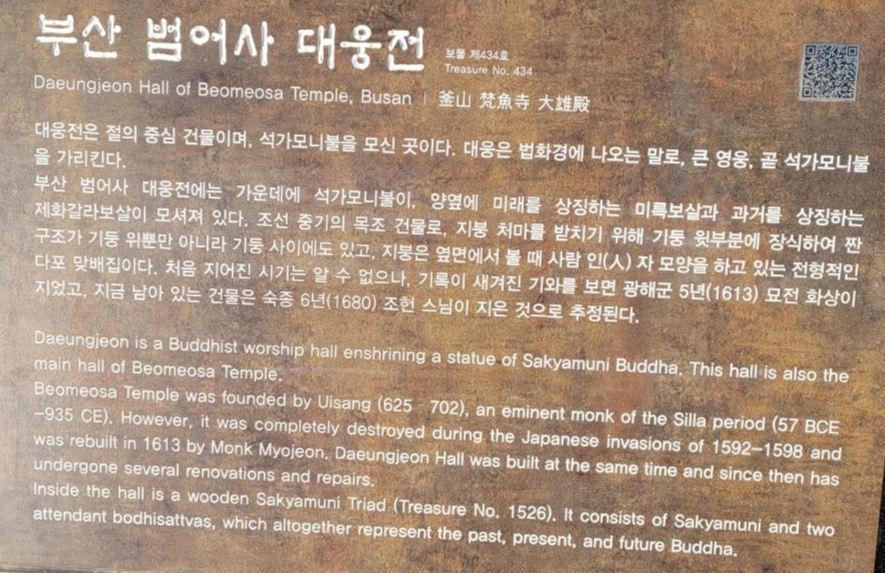 부산 범어사 대웅전
보물 제434호
Treasure No. 434
Daeungjeon Hall of Beomeosa Temple, Busan | 釜山 梵魚寺 大雄殿
대웅전은 절의 중심 건물이며, 석가모니불을 모신 곳이다. 대웅은 법화경에 나오는 말로, 큰 영웅, 곧 석가모니불
을 가리킨다.
부산 범어사 대웅전에는 가운데에 석가모니불이, 양옆에 미래를 상징하는 미륵보살과 과거를 상징하는
제화갈라보살이 모셔져 있다. 조선 중기의 목조 건물로, 지붕 처마를 받치기 위해 기둥 윗부분에 장식하여 짠
구조가 기둥 위뿐만 아니라 기둥 사이에도 있고, 지붕은 옆면에서 볼 때 사람 인(人) 자 모양을 하고 있는 전형적인
다포 맞배집이다. 처음 지어진 시기는 알 수 없으나, 기록이 새겨진 기와를 보면 광해군 5년(1613) 묘전 화상이
지었고, 지금 남아 있는 건물은 숙종 6년(1680) 조헌 스님이 지은 것으로 추정된다.
Daeungjeon is a Buddhist worship hall enshrining a statue of Sakyamuni Buddha. This hall is also the
main hall of Beomeosa Temple.
Beomeosa Temple was founded by Uisang (625 702), an eminent monk of the Silla period (57 BCE
-935 CE). However, it was completely destroyed during the Japanese invasions of 1592-1598 and
was rebuilt in 1613 by Monk Myojeon. Daeungjeon Hall was built at the same time and since then has
undergone several renovations and repairs.
Inside the hall is a wooden Sakyamuni Triad (Treasure No. 1526). It consists of Sakyamuni and two
attendant bodhisattvas, which altogether represent the past, present, and future Buddha.